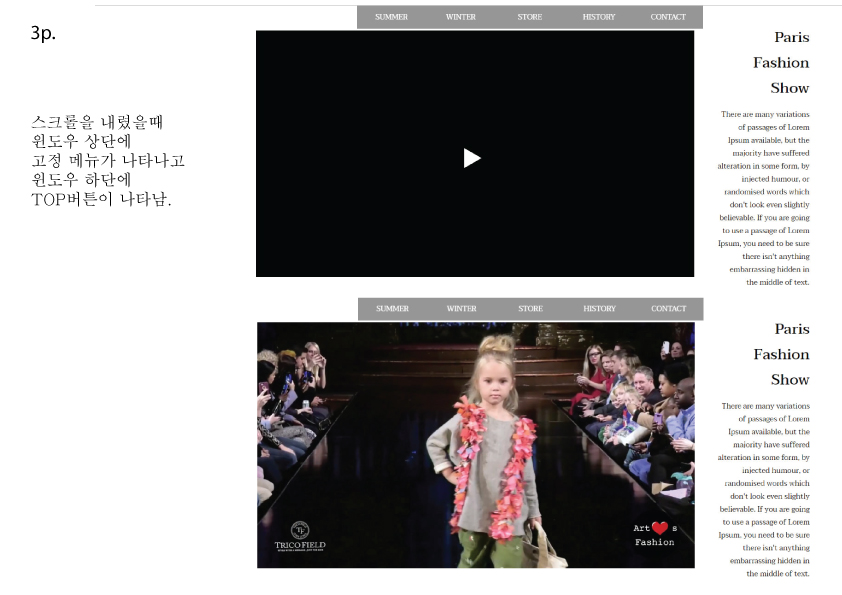 3p.
스크롤을 내렸을때
윈도우 상단에
고정 메뉴가 나타나고
윈도우 하단에
TOP버튼이 나타남.
SUMMER WINTER STORE HISTORY CONTACT
Paris
Fashion
Show
There are many variations
of passages of Lorem
Ipsum available, but the
majority have suffered
alteration in some form, by
injected humour, or
randomised words which
don't look even slightly
believable. If you are going
to use a passage of Lorem
Ipsum, you need to be sure
there isn't anything
embarrassing hidden in
the middle of text.
SUMMER WINTER STORE HISTORY CONTACT
TRICO FIELD
Art s
Fashion
Paris
Fashion
Show
There are many variations
of passages of Lorem
Ipsum available, but the
majority have suffered
alteration in some form, by
injected humour, or
randomised words which
don't look even slightly
believable. If you are going
to use a passage of Lorem
Ipsum, you need to be sure
there isn't anything
embarrassing hidden in
the middle of text.